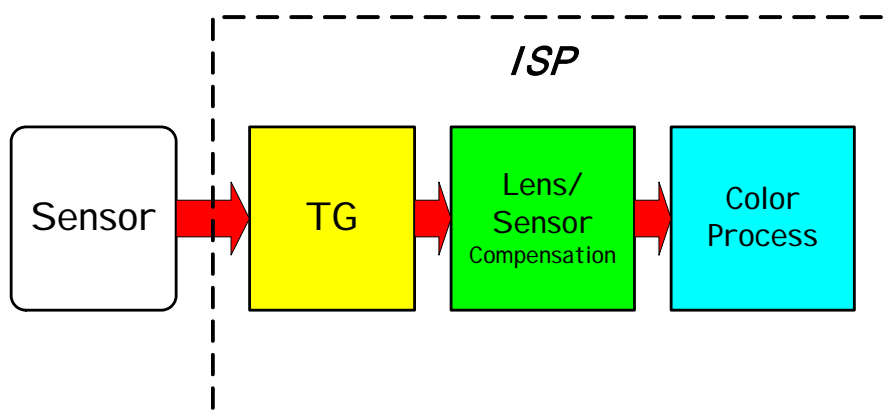 ISP
Sensor
TG
Lens/
Sensor
Compensation
Color
Process